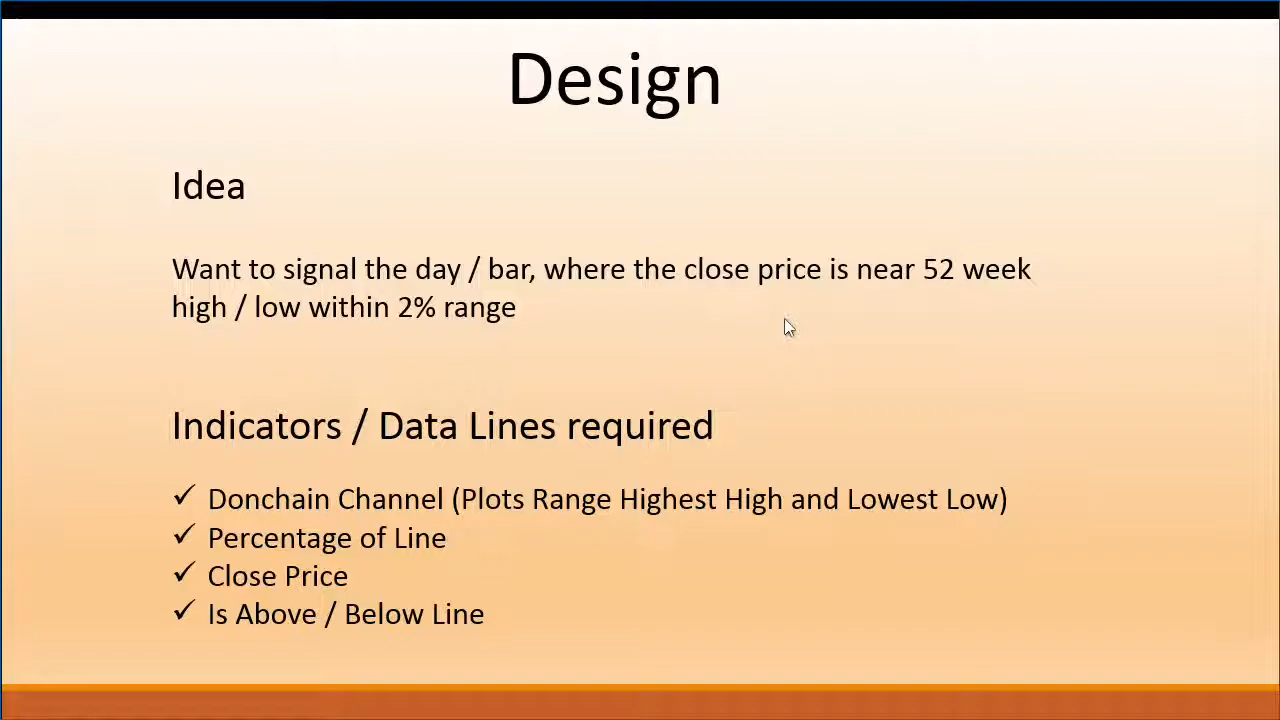 Design
Idea
Want to signal the day / bar, where the close price is near 52 week
high / low within 2% range
Indicators / Data Lines required
✓ Donchain Channel (Plots Range Highest High and Lowest Low)
✓ Percentage of Line
✓ Close Price
✓ Is Above / Below Line